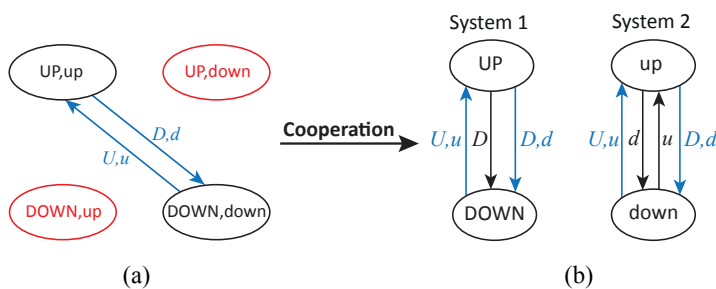 System 1
System 2
UP,up
UP,down
D,d
U,u
DOWN,up
DOWN,down
Cooperation
UP
U,u
D
D,d
DOWN
up
U,u
d
u
D,d
down
(a)
(b)